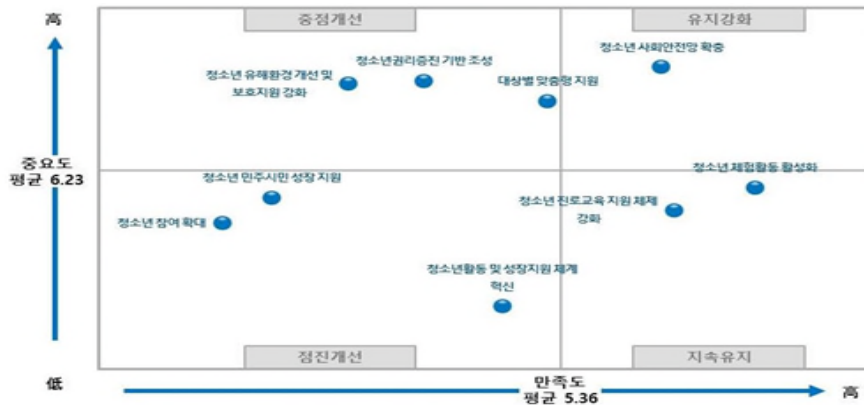 高
중점개선
유지강화
청소년 사회안전망 확충
청소년권리증진 기반 조성
청소년 유해환경 개선 및
보호지원 강화
대상별 맞춤형 지원
중요도
평균 6.23
청소년 체험활동 활성화
청소년 민주시민 성장 지원
청소년 진로교육 지원 체제
강화
청소년 참여 확대
청소년활동 및 성장지원 체계
혁신
점진개선
지속유지
低
만족도
평균 5.36
高